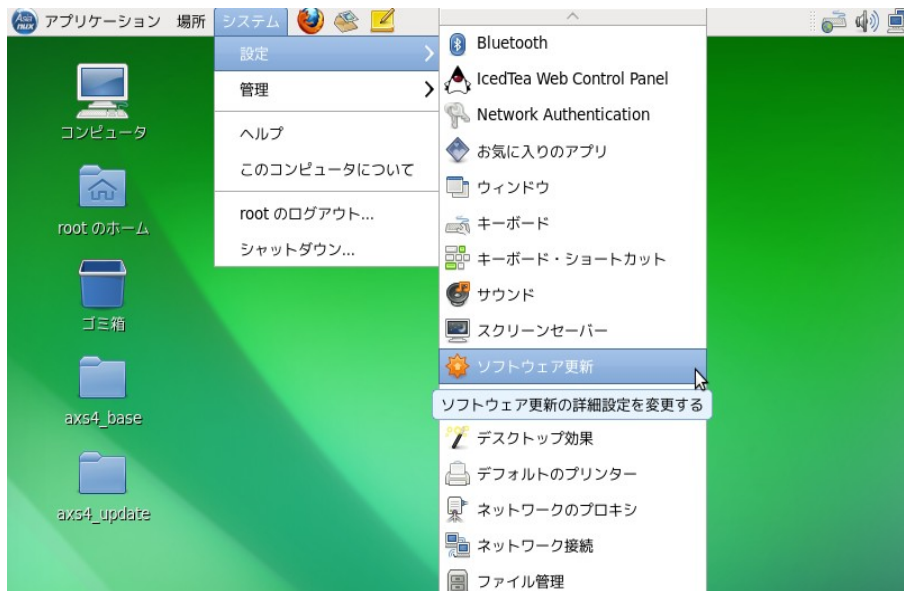 Asianux アプリケーション 場所 システム
設定
管理
ヘルプ
このコンピュータについて
root のログアウト...
シャットダウン...
Bluetooth
IcedTea Web Control Panel
Network Authentication
お気に入りのアプリ
ウィンドウ
キーボード
キーボード・ショートカット
サウンド
スクリーンセーバー
ソフトウェア更新
ソフトウェア更新の詳細設定を変更する
デスクトップ効果
デフォルトのプリンター
ネットワークのプロキシ
ネットワーク接続
ファイル管理
コンピュータ
root のホーム
ゴミ箱
axs4_base
axs4_update